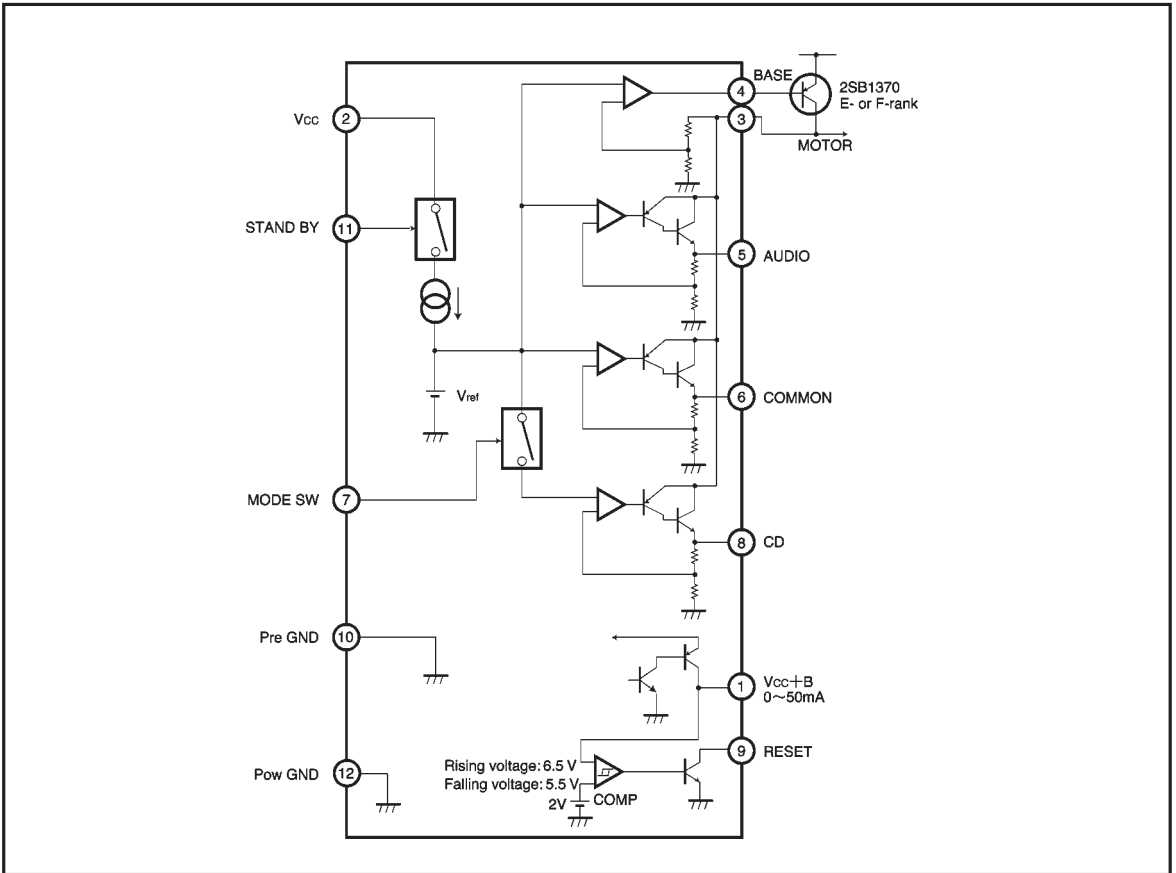 BASE
4
2SB1370
E- or F-rank
3
MOTOR
Vcc 2
STAND BY 11
5 AUDIO
Vref
6 COMMON
MODE SW 7
8 CD
Pre GND 10
1 Vcc+B
0~50mA
9 RESET
Rising voltage: 6.5 V
Falling voltage: 5.5 V
Pow GND 12
2V COMP